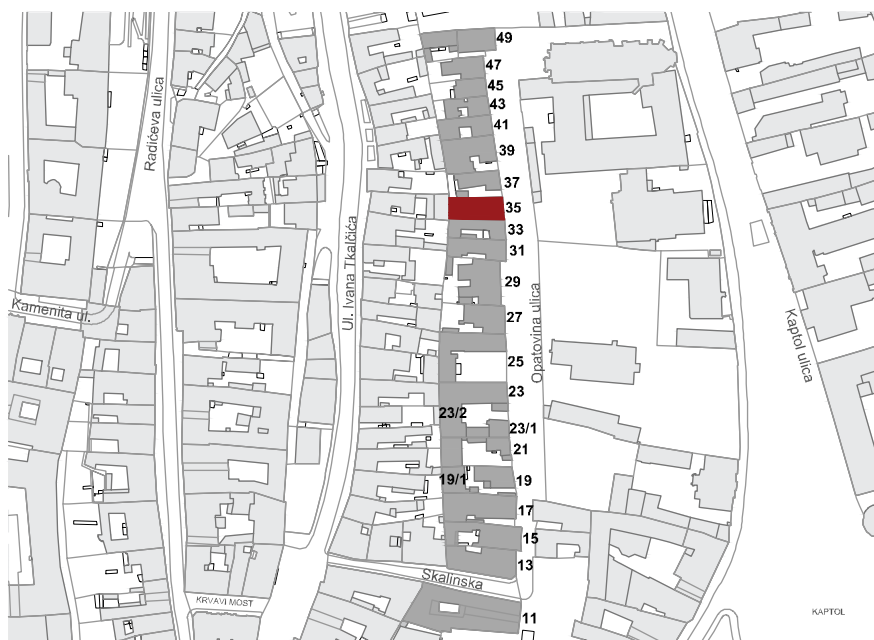 49
47
45
43
41
39
37
35
33
31
29
27
25
23
23/2
23/1
21
19/1
19
17
15
13
11
Radićeva ulica
Ul. Ivana Tkalčića
Opatovina ulica
Kaptol ulica
Kamenita ul.
Skalinska
KRVAVI MOST
KAPTOL